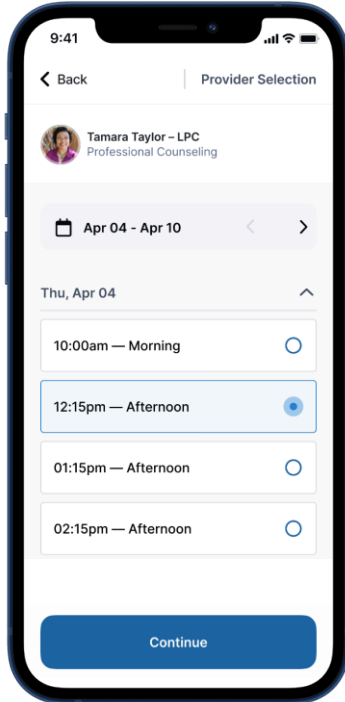 9:41
Back
Provider Selection
Tamara Taylor – LPC
Professional Counseling
Apr 04 - Apr 10
Thu, Apr 04
10:00am — Morning
12:15pm — Afternoon
01:15pm — Afternoon
02:15pm — Afternoon
Continue